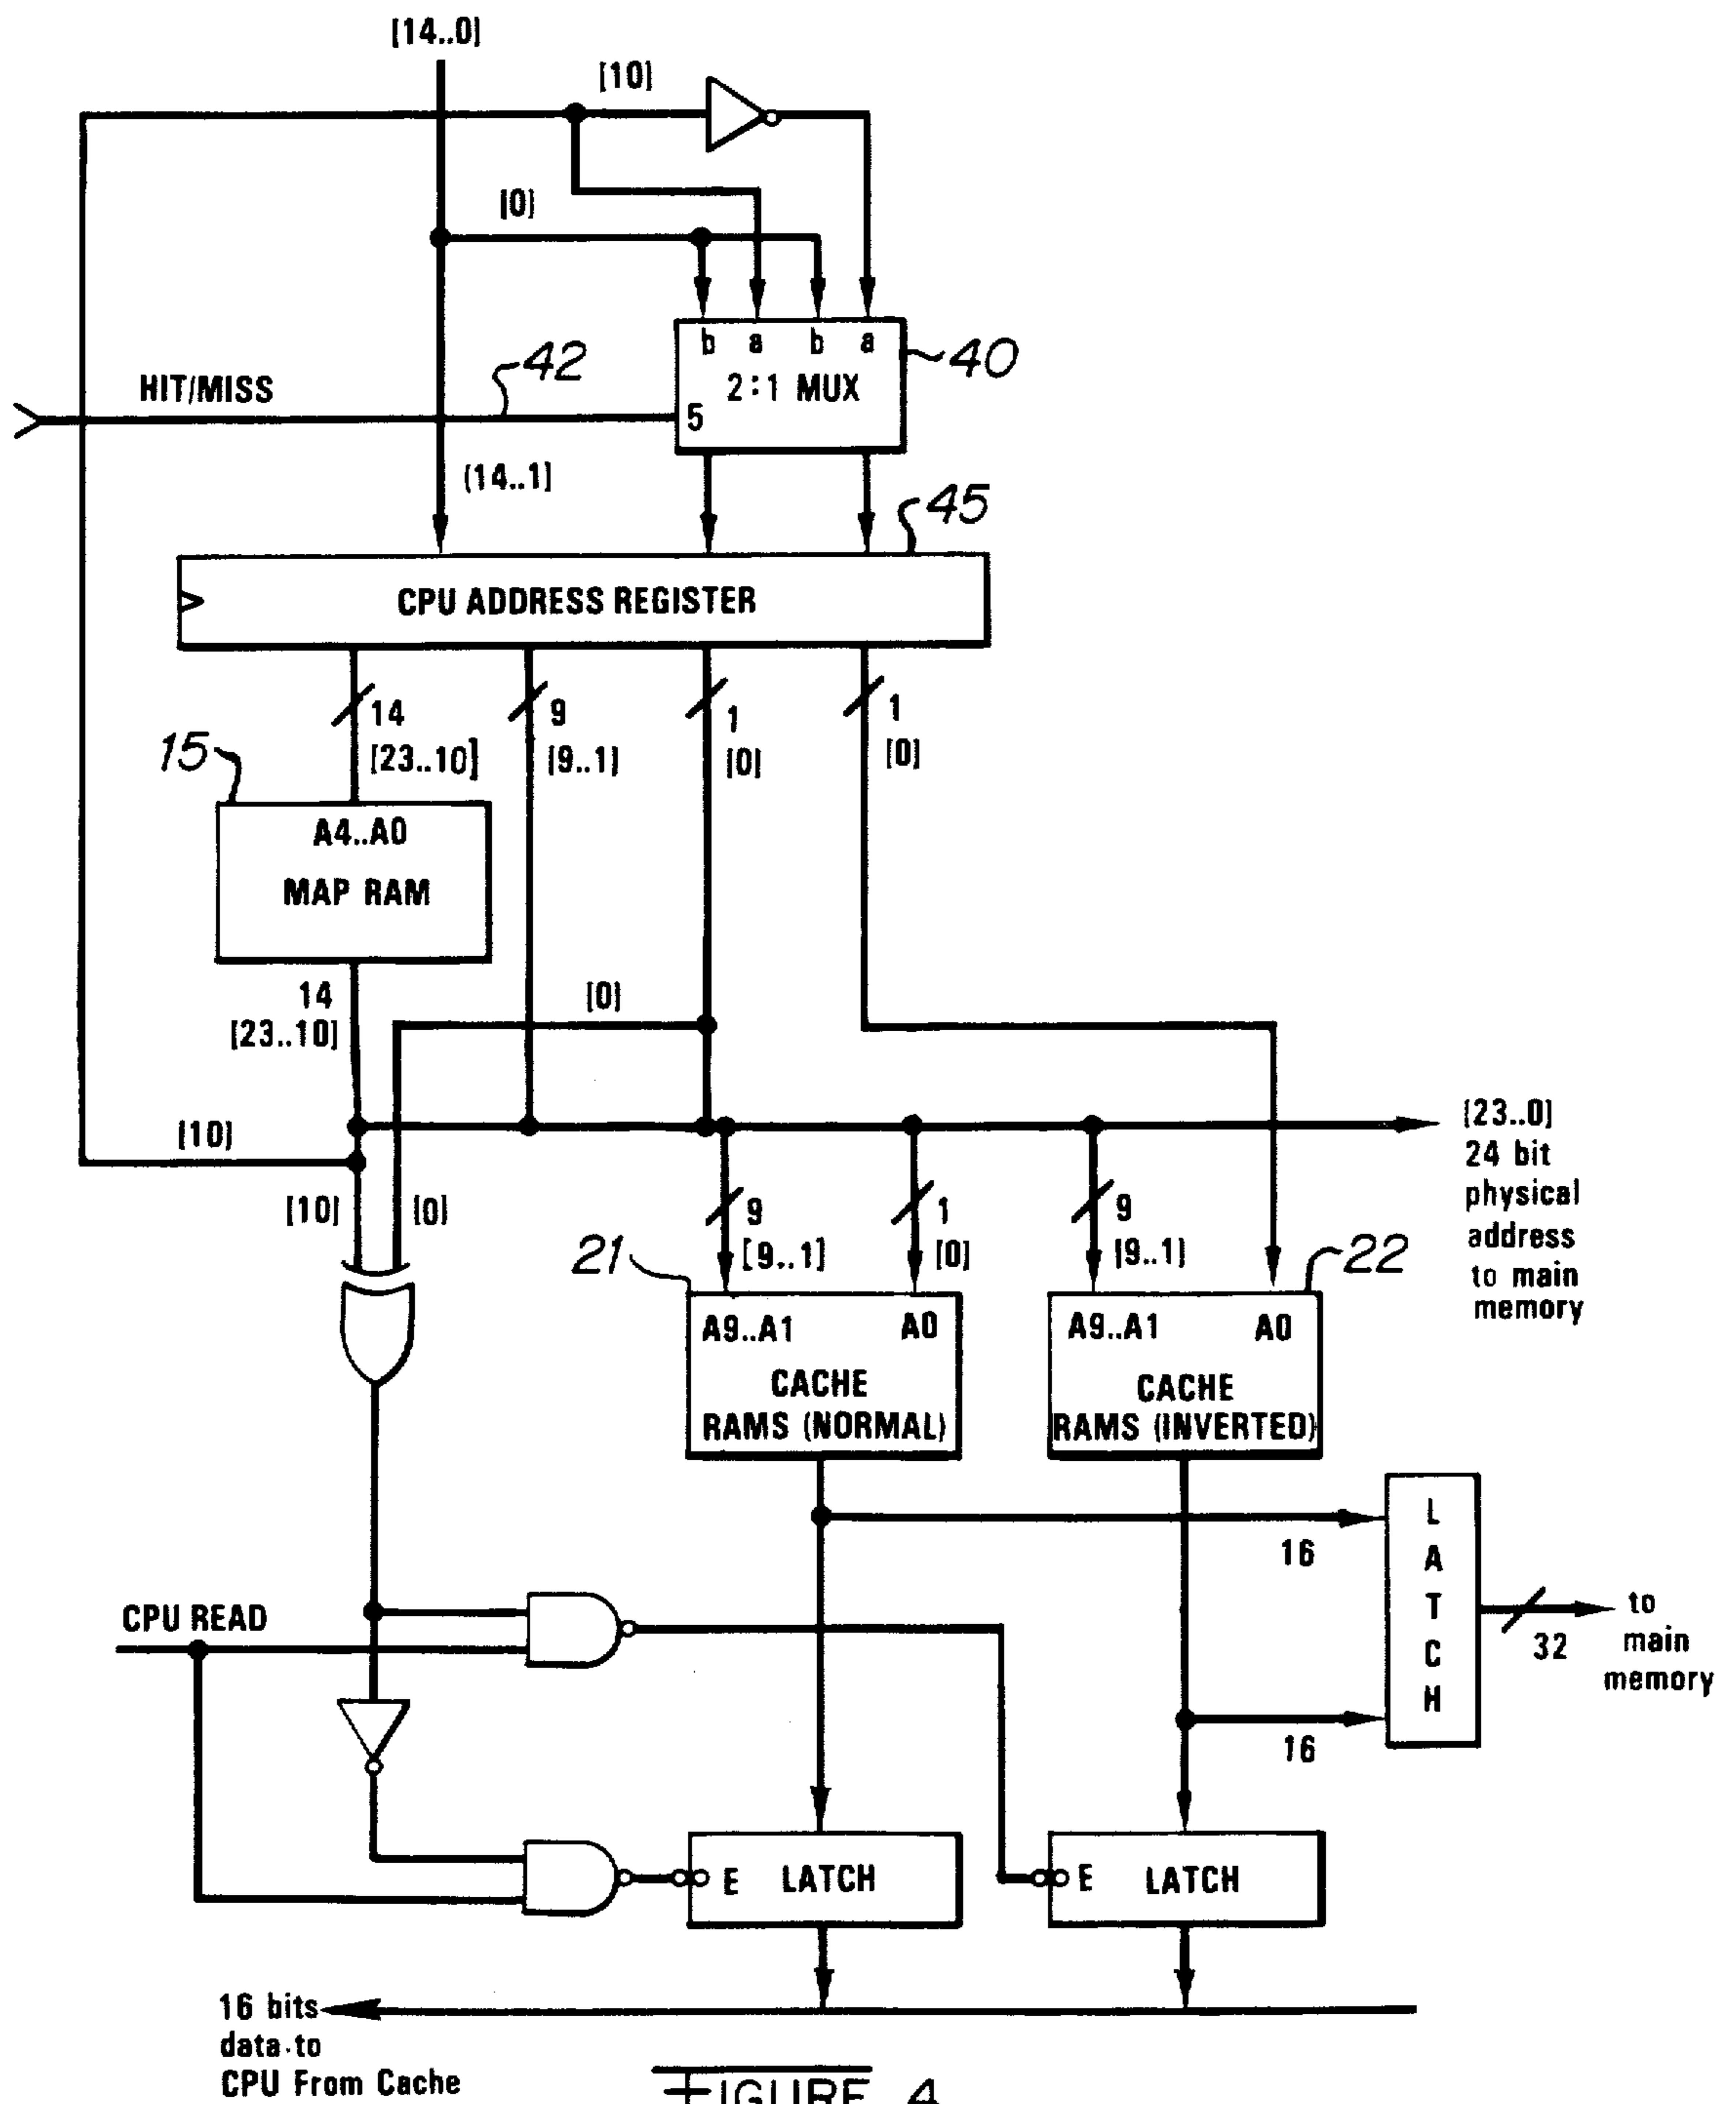 [14..0]
[10]
[0]
b a b a
40
2:1 MUX
42
HIT/MISS
5
(14..1]
45
CPU ADDRESS REGISTER
14
[23..10]
9
[9..1]
1
[0]
1
[0]
15
A4..A0
MAP RAM
14
[23..10]
[0]
[10]
[10]
[0]
9
[9..1]
1
[0]
9
[9..1]
[23..0]
24 bit
physical
address
to main
memory
21
22
A9..A1 A0
CACHE
RAMS (NORMAL)
A9..A1 A0
CACHE
RAMS (INVERTED)
16
LATCH
32
to
main
memory
16
CPU READ
E LATCH
E LATCH
16 bits
data to
CPU From Cache
FIGURE 4